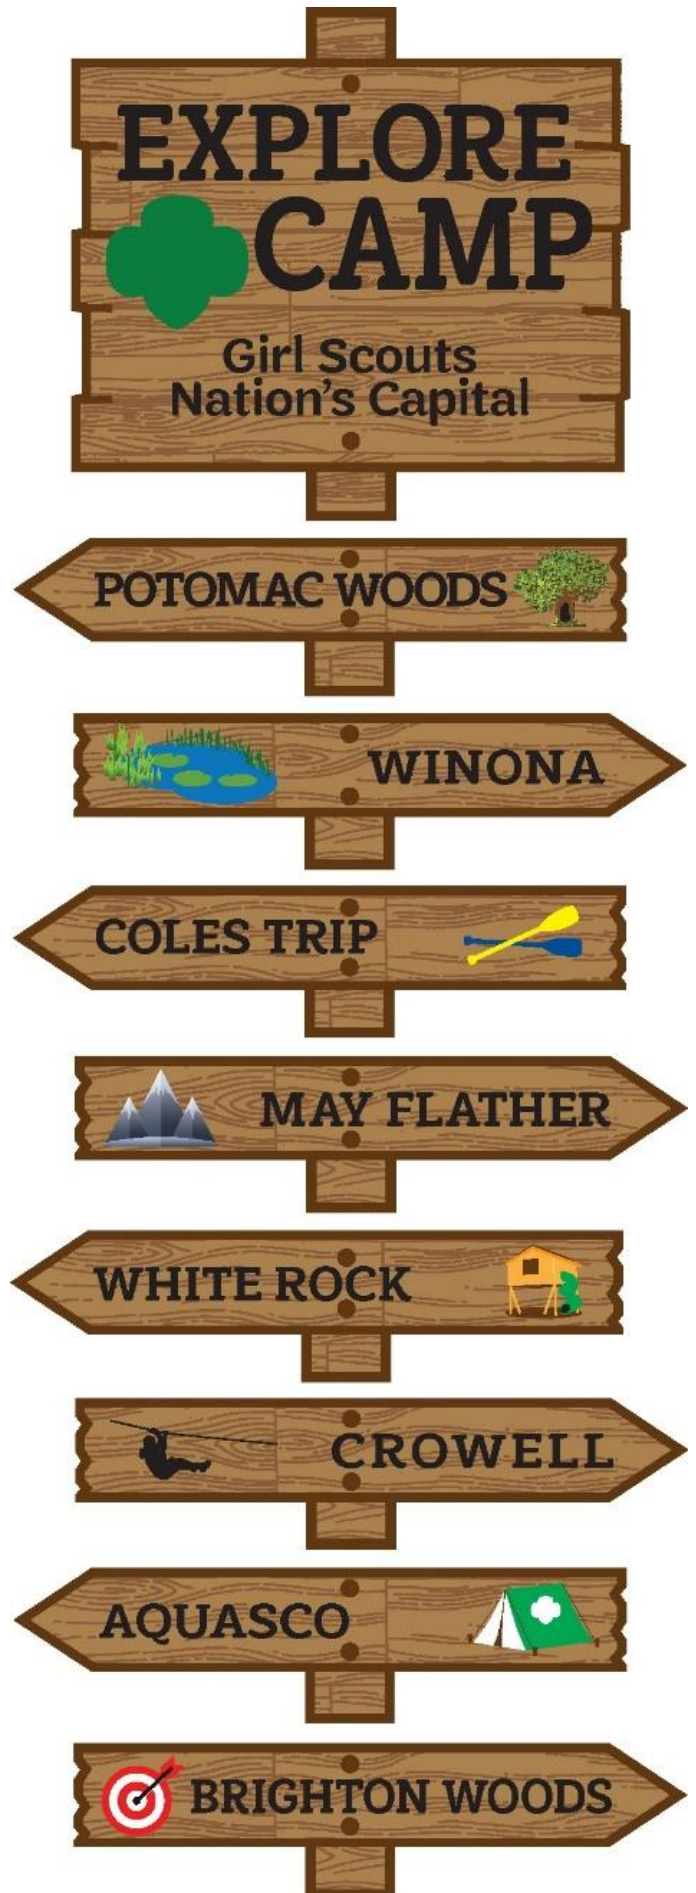 EXPLORE
CAMP
Girl Scouts
Nation's Capital
POTOMAC WOODS
WINONA
COLES TRIP
MAY FLATHER
WHITE ROCK
CROWELL
AQUASCO
BRIGHTON WOODS